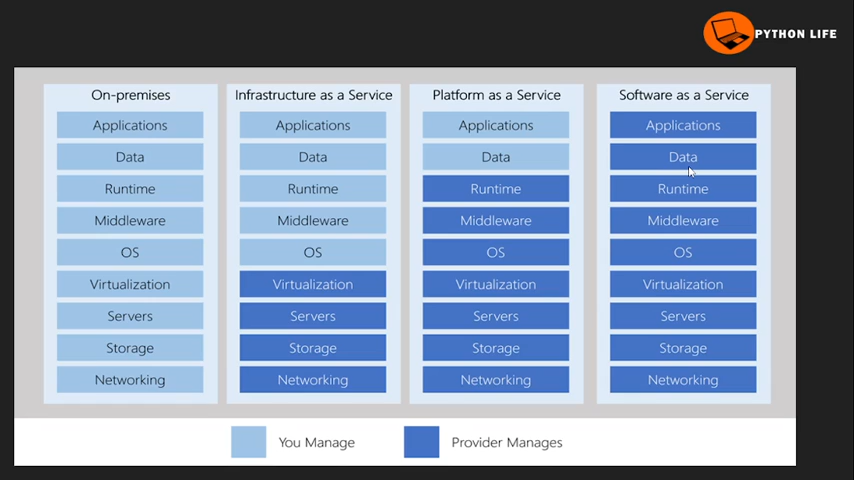 PYTHON LIFE
On-premises
Applications
Data
Runtime
Middleware
OS
Virtualization
Servers
Storage
Networking
Infrastructure as a Service
Applications
Data
Runtime
Middleware
OS
Virtualization
Servers
Storage
Networking
Platform as a Service
Applications
Data
Runtime
Middleware
OS
Virtualization
Servers
Storage
Networking
Software as a Service
Applications
Data
Runtime
Middleware
OS
Virtualization
Servers
Storage
Networking
You Manage
Provider Manages